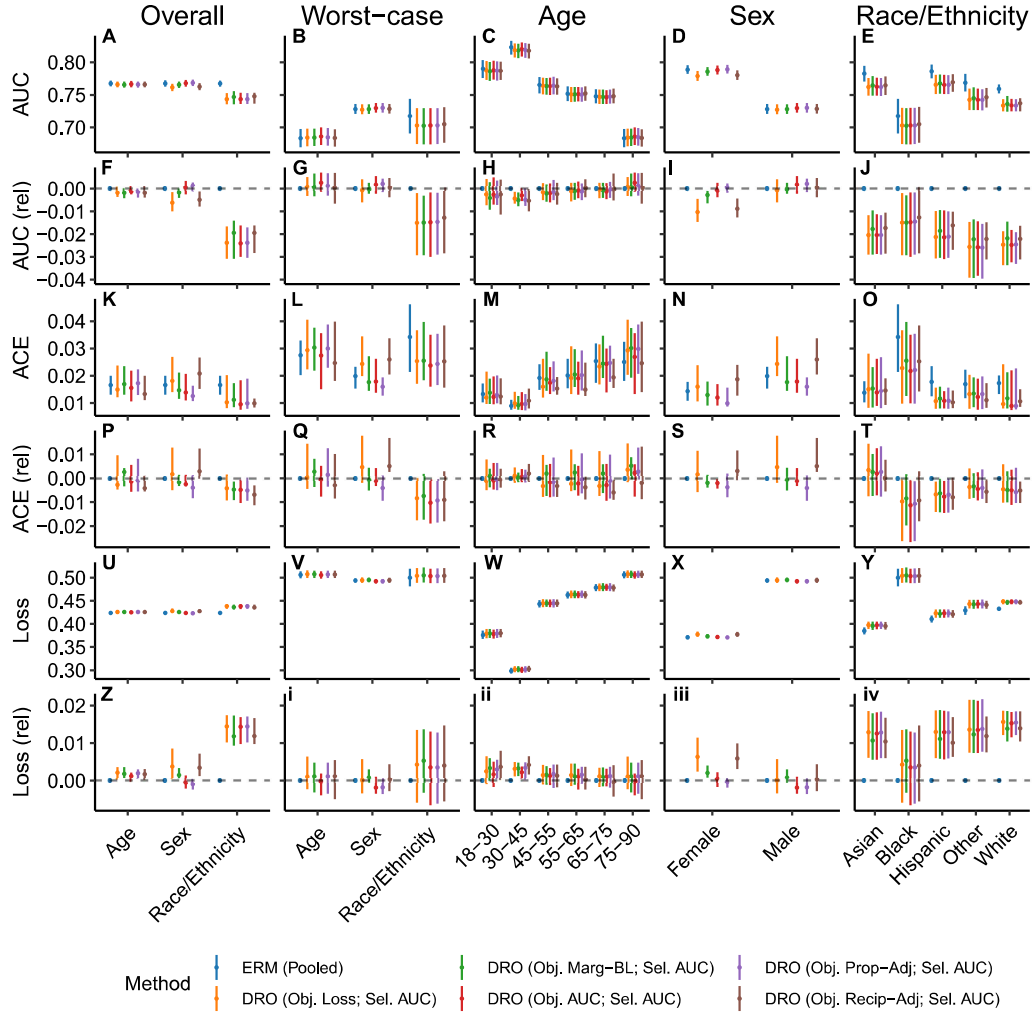 Overall Worst−case Age Sex Race/Ethnicity
A B C D E
AUC
0.80
0.75
0.70
F G H I J
AUC (rel)
0.00
−0.01
−0.02
−0.03
−0.04
K L M N O
ACE
0.04
0.03
0.02
0.01
P Q R S T
ACE (rel)
0.01
0.00
−0.01
−0.02
U V W X Y
Loss
0.50
0.45
0.40
0.35
0.30
Z i ii iii iv
Loss (rel)
0.02
0.01
0.00
Age Sex Race/Ethnicity Age Sex Race/Ethnicity 18−30 30−45 45−55 55−65 65−75 75−90 Female Male Asian Black Hispanic Other White
Method
ERM (Pooled) DRO (Obj. Marg−BL; Sel. AUC) DRO (Obj. Prop−Adj; Sel. AUC)
DRO (Obj. Loss; Sel. AUC) DRO (Obj. AUC; Sel. AUC) DRO (Obj. Recip−Adj; Sel. AUC)